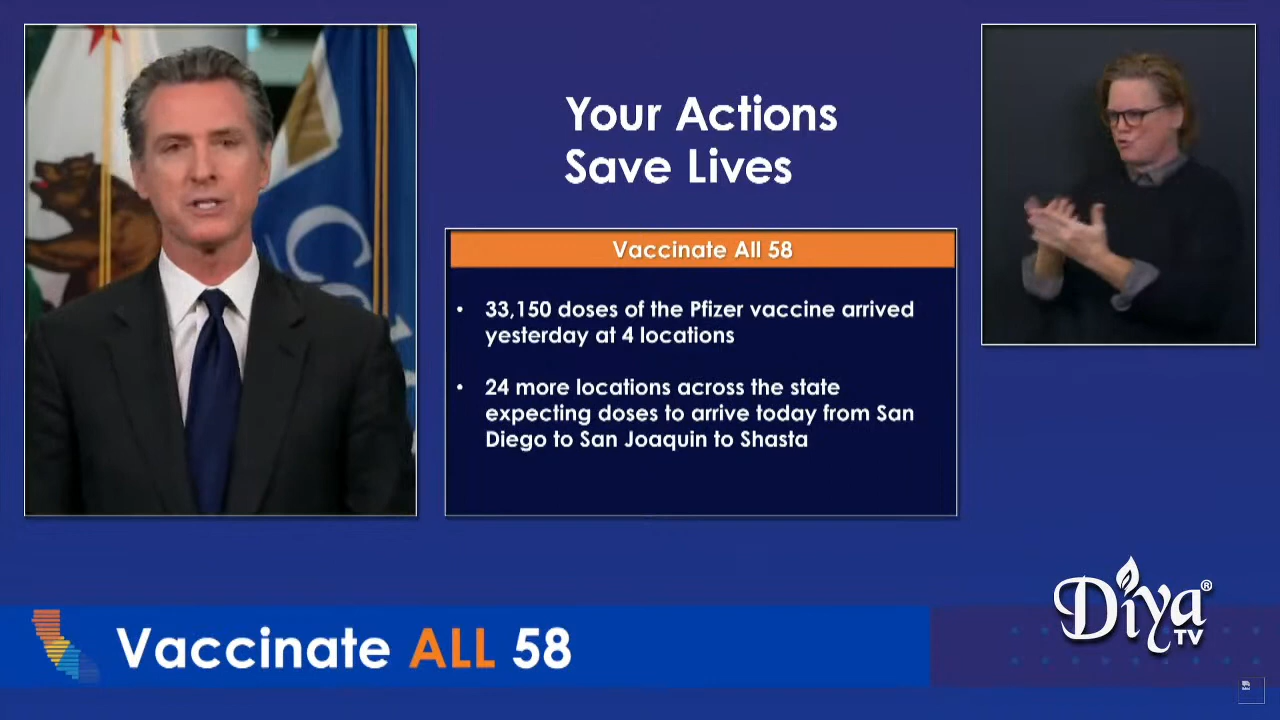 Your Actions
Save Lives
Vaccinate All 58
• 33,150 doses of the Pfizer vaccine arrived
yesterday at 4 locations
• 24 more locations across the state
expecting doses to arrive today from San
Diego to San Joaquin to Shasta
Vaccinate ALL 58
Diya®
TV